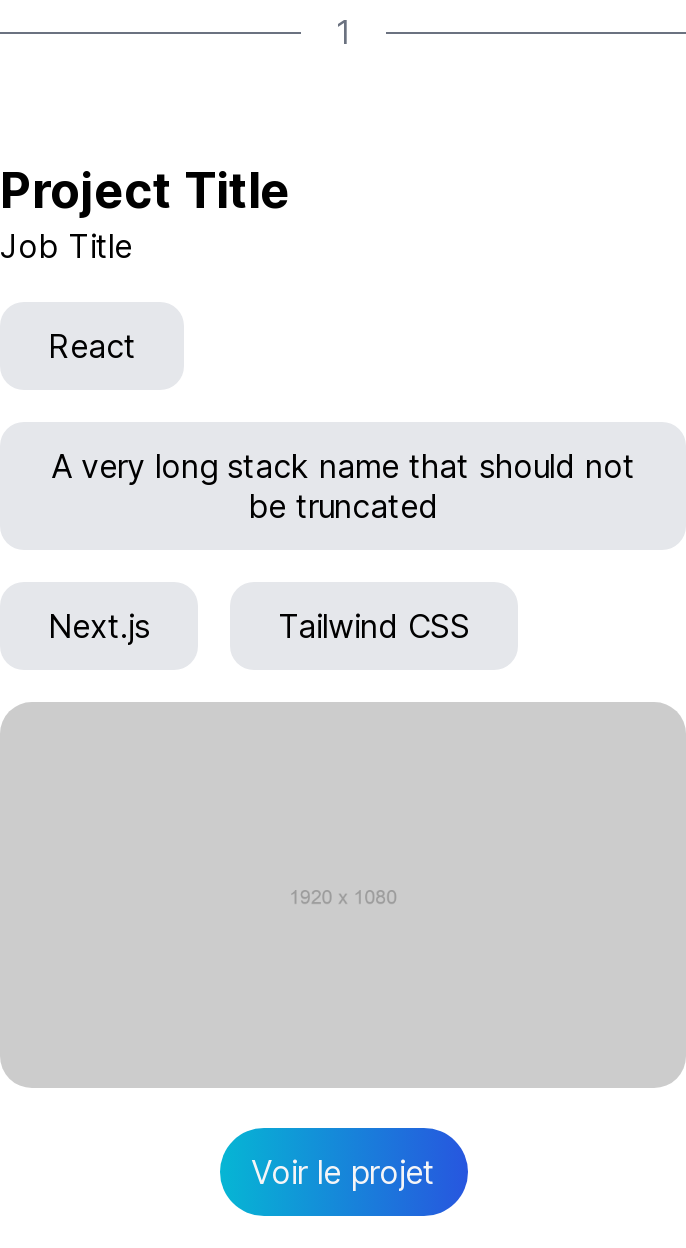 1
Project Title
Job Title
React
A very long stack name that should not
be truncated
Next.js
Tailwind CSS
1920 x 1080
Voir le projet